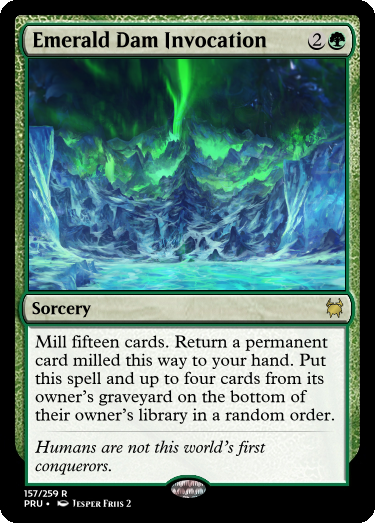 Emerald Dam Invocation 2
Sorcery
Mill fifteen cards. Return a permanent
card milled this way to your hand. Put
this spell and up to four cards from its
owner's graveyard on the bottom of
their owner's library in a random order.
Humans are not this world's first
conquerors.
157/259 R
PRU • Jesper Friis 2